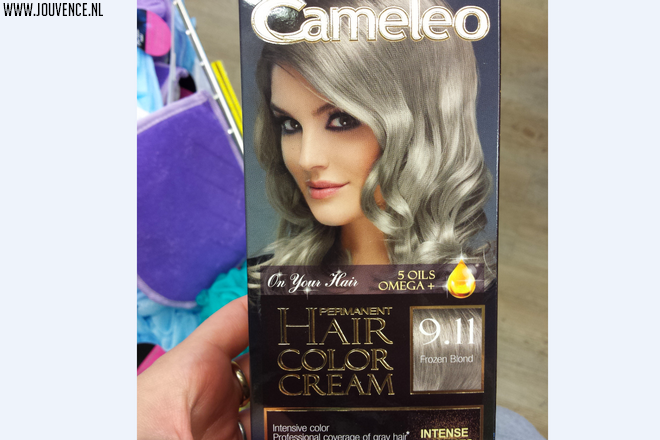 WWW.JOUVENCE.NL
Cameleo
On Your Hair
5 OILS
OMEGA +
PERMANENT
HAIR
COLOR
CREAM
9.11
Frozen Blond
Intensive color
Professional coverage of gray hair*
INTENSE